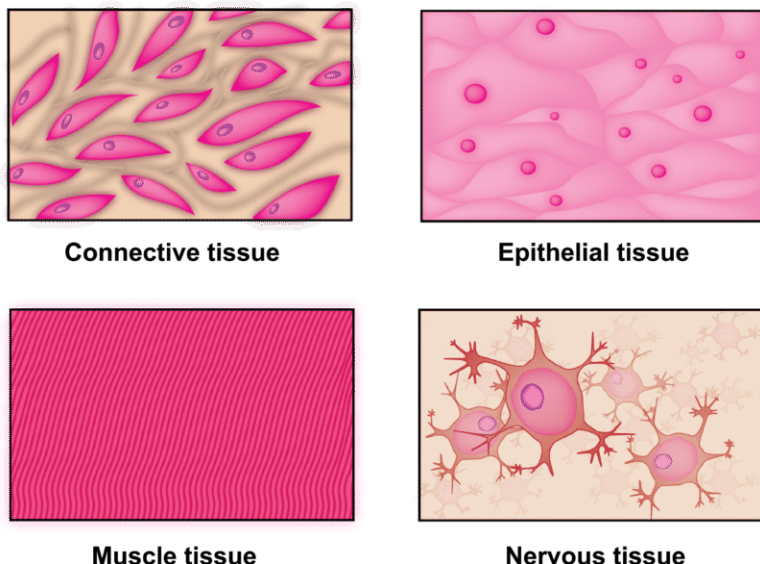 Connective tissue
Epithelial tissue
Muscle tissue
Nervous tissue